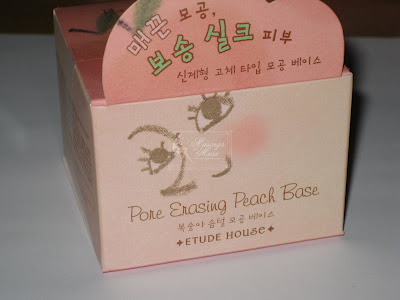 매끈 모공,
보송 실크 피부
신개형 고체 타입 모공 베이스
Pore Erasing Peach Base
복숭아 솜털 모공 베이스
ETUDE HOUSE